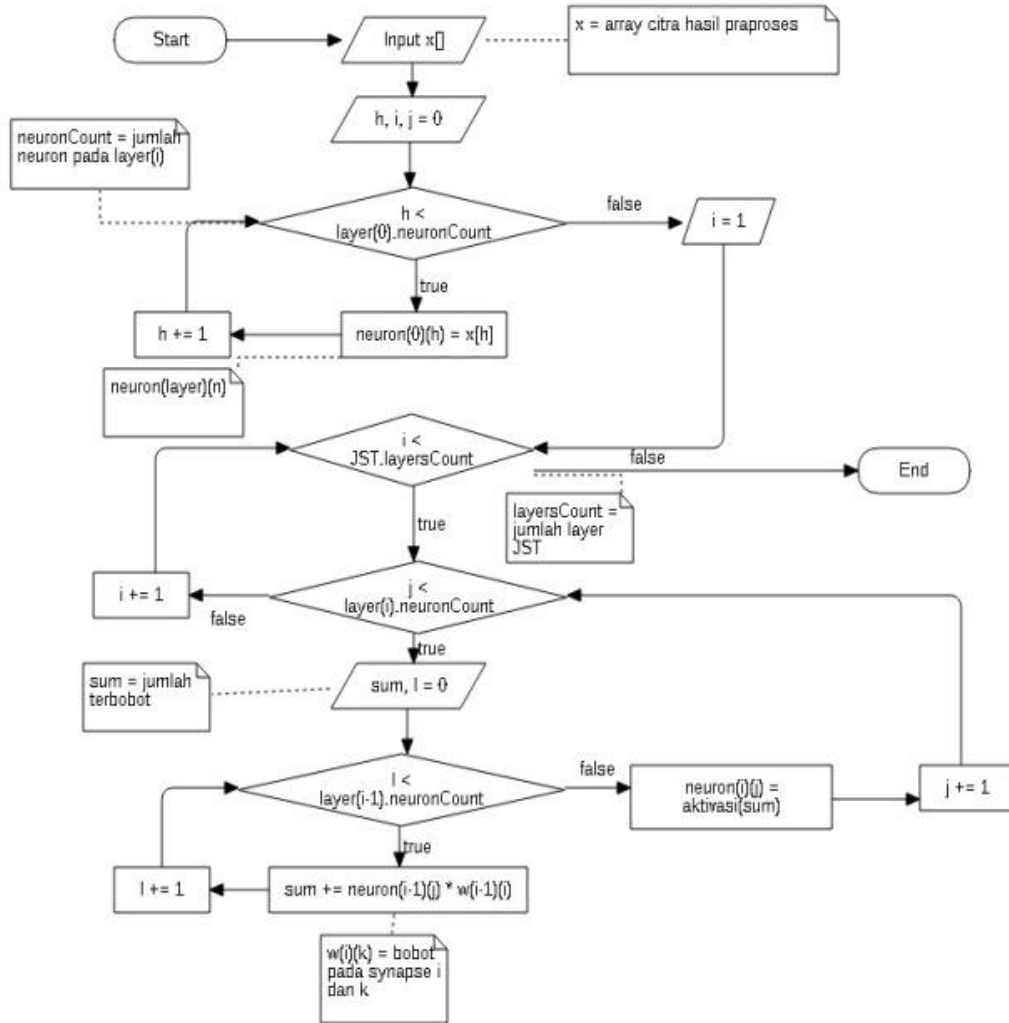 Start
Input x[]
x = array citra hasil praproses
h, i, j = 0
neuronCount = jumlah
neuron pada layer(i)
h <
layer(0).neuronCount
false
i = 1
true
h += 1
neuron(0)(h) = x[h]
neuron(layer)(n)
i <
JST.layersCount
false
End
true
layersCount =
jumlah layer
JST
j <
layer(i).neuronCount
i += 1
false
true
sum = jumlah
terbobot
sum, l = 0
l <
layer(i-1).neuronCount
false
neuron(i)(j) =
aktivasi(sum)
j += 1
true
l += 1
sum += neuron(i-1)(j) * w(i-1)(i)
w(i)(k) = bobot
pada synapse i
dan k